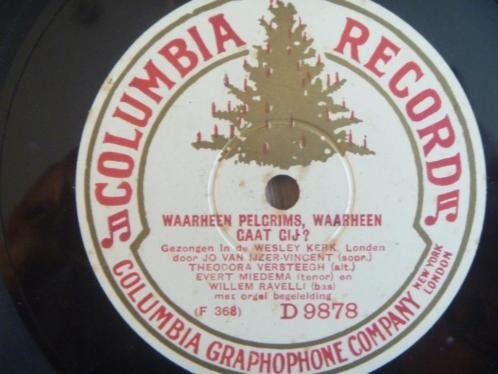 COLUMBIA RECORD
WAARHEEN PELGRIMS, WAARHEEN
GAAT GIJ?
Gezongen in de WESLEY KERK, Londen
door JO VAN IJZER-VINCENT (sopr.)
THEODORA VERSTEEGH (alt.)
EVERT MIEDEMA (tenor) en
WILLEM RAVELLI (bas)
met orgel begeleiding
(F 368) D 9878
COLUMBIA GRAPHOPHONE COMPANY NEW YORK
LONDON